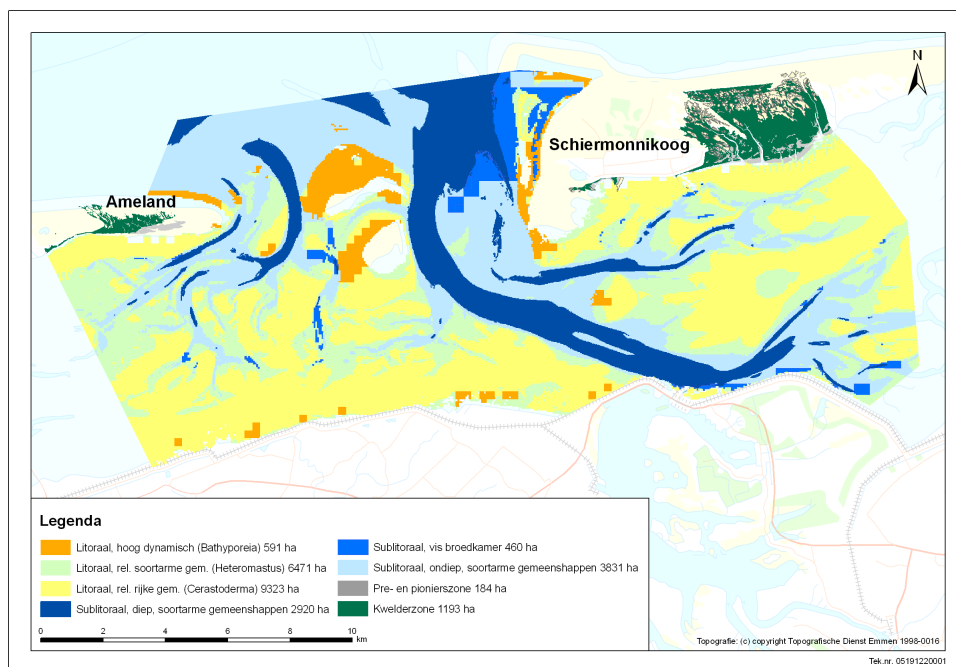 N
Schiermonnikoog
Ameland
Legenda
Litoraal, hoog dynamisch (Bathyporeia) 591 ha
Litoraal, rel. soortarme gem. (Heteromastus) 6471 ha
Litoraal, rel. rijke gem. (Cerastoderma) 9323 ha
Sublitoraal, diep, soortarme gemeenshappen 2920 ha
Sublitoraal, vis broedkamer 460 ha
Sublitoraal, ondiep, soortarme gemeenschappen 3831 ha
Pre- en pionierszone 184 ha
Kwelderzone 1193 ha
0 2 4 6 8 10
km
Topografie: (c) copyright Topografische Dienst Emmen 1998-0016
Tek.nr. 05191220001